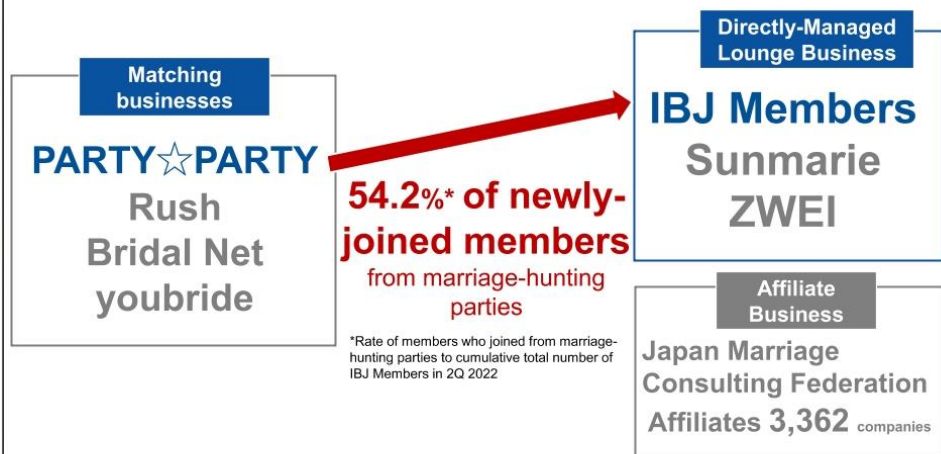 Matching
businesses
PARTY☆PARTY
Rush
Bridal Net
youbride
54.2%* of newly-
joined members
from marriage-hunting
parties
*Rate of members who joined from marriage-
hunting parties to cumulative total number of
IBJ Members in 2Q 2022
Directly-Managed
Lounge Business
IBJ Members
Sunmarie
ZWEI
Affiliate
Business
Japan Marriage
Consulting Federation
Affiliates 3,362 companies